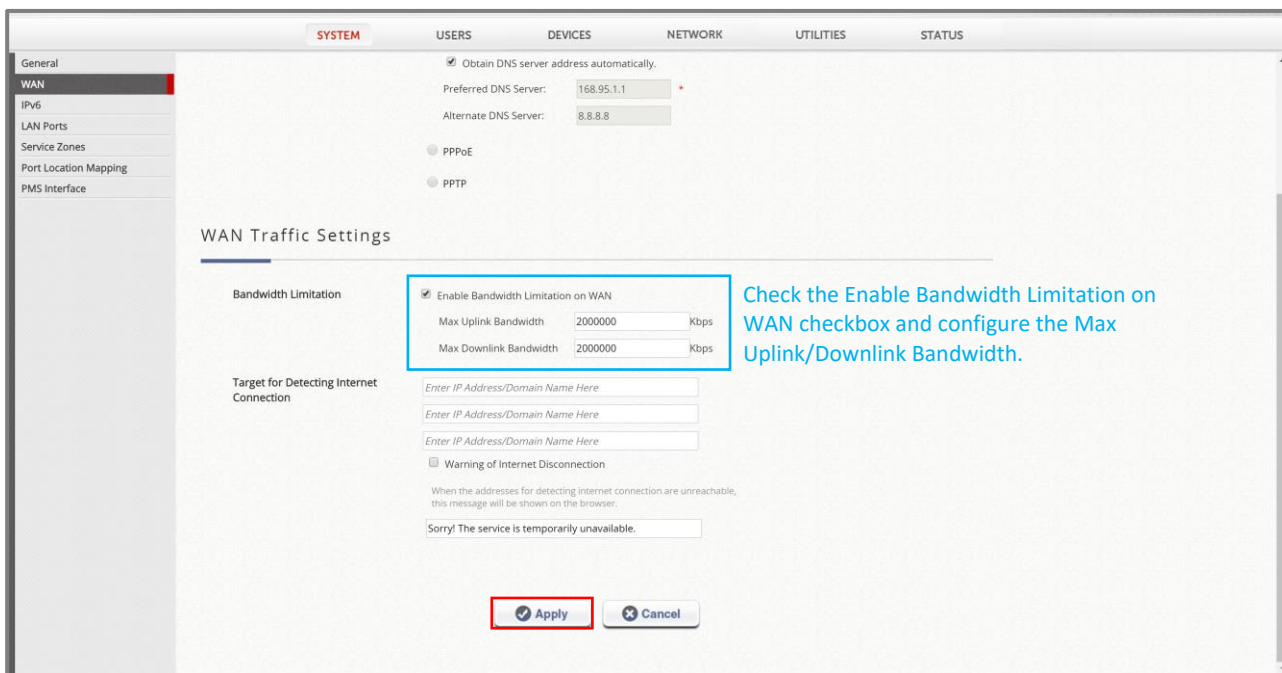 SYSTEM USERS DEVICES NETWORK UTILITIES STATUS
General
WAN
IPv6
LAN Ports
Service Zones
Port Location Mapping
PMS Interface
Obtain DNS server address automatically.
Preferred DNS Server: 168.95.1.1 *
Alternate DNS Server: 8.8.8.8
PPPoE
PPTP
WAN Traffic Settings
Bandwidth Limitation
Enable Bandwidth Limitation on WAN
Max Uplink Bandwidth 2000000 Kbps
Max Downlink Bandwidth 2000000 Kbps
Check the Enable Bandwidth Limitation on
WAN checkbox and configure the Max
Uplink/Downlink Bandwidth.
Target for Detecting Internet
Connection
Enter IP Address/Domain Name Here
Enter IP Address/Domain Name Here
Enter IP Address/Domain Name Here
Warning of Internet Disconnection
When the addresses for detecting internet connection are unreachable,
this message will be shown on the browser.
Sorry! The service is temporarily unavailable.
Apply Cancel